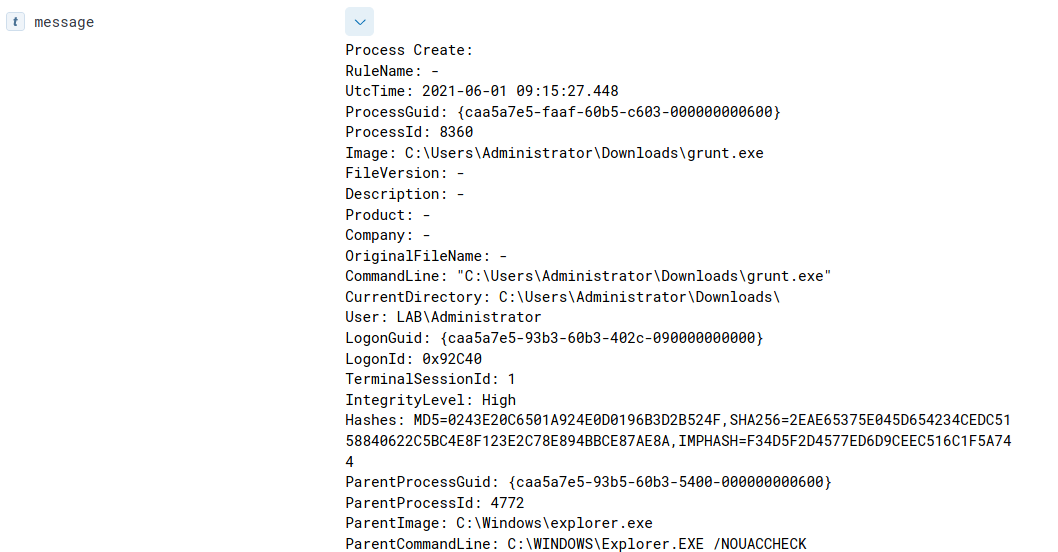 t message
Process Create:
RuleName: -
UtcTime: 2021-06-01 09:15:27.448
ProcessGuid: {caa5a7e5-faaf-60b5-c603-000000000600}
ProcessId: 8360
Image: C:\Users\Administrator\Downloads\grunt.exe
FileVersion: -
Description: -
Product: -
Company: -
OriginalFileName: -
CommandLine: "C:\Users\Administrator\Downloads\grunt.exe"
CurrentDirectory: C:\Users\Administrator\Downloads\
User: LAB\Administrator
LogonGuid: {caa5a7e5-93b3-60b3-402c-090000000000}
LogonId: 0x92C40
TerminalSessionId: 1
IntegrityLevel: High
Hashes: MD5=0243E20C6501A924E0D0196B3D2B524F,SHA256=2EAE65375E045D654234CEDC51
58840622C5BC4E8F123E2C78E894BBCE87AE8A,IMPHASH=F34D5F2D4577ED6D9CEEC516C1F5A74
4
ParentProcessGuid: {caa5a7e5-93b5-60b3-5400-000000000600}
ParentProcessId: 4772
ParentImage: C:\Windows\explorer.exe
ParentCommandLine: C:\WINDOWS\Explorer.EXE /NOUACCHECK